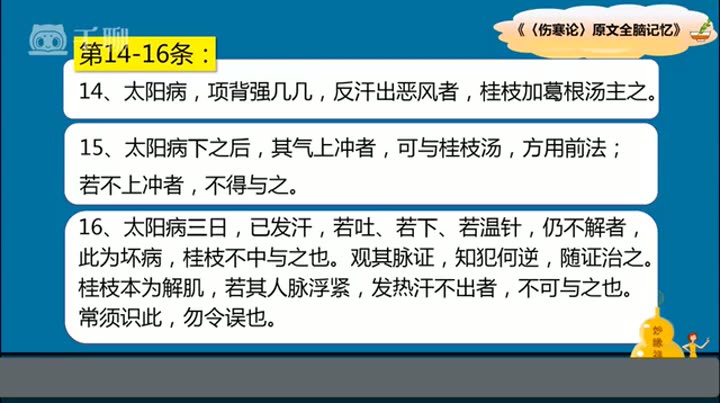 千聊
《〈伤寒论〉原文全脑记忆》
第14-16条：
14、太阳病，项背强几几，反汗出恶风者，桂枝加葛根汤主之。
15、太阳病下之后，其气上冲者，可与桂枝汤，方用前法；
若不上冲者，不得与之。
16、太阳病三日，已发汗，若吐、若下、若温针，仍不解者，
此为坏病，桂枝不中与之也。观其脉证，知犯何逆，随证治之。
桂枝本为解肌，若其人脉浮紧，发热汗不出者，不可与之也。
常须识此，勿令误也。